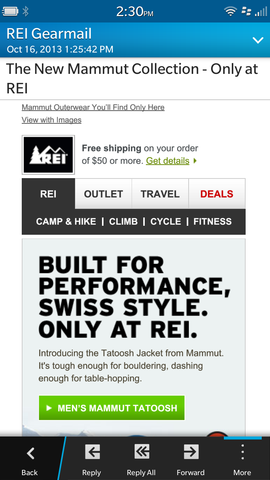 2:30PM
REI Gearmail
Oct 16, 2013 1:25:42 PM
The New Mammut Collection - Only at
REI
Mammut Outerwear You'll Find Only Here
View with Images
REI
Free shipping on your order
of $50 or more. Get details
REI OUTLET TRAVEL DEALS
CAMP & HIKE | CLIMB | CYCLE | FITNESS
BUILT FOR
PERFORMANCE,
SWISS STYLE.
ONLY AT REI.
Introducing the Tatoosh Jacket from Mammut.
It's tough enough for bouldering, dashing
enough for table-hopping.
MEN'S MAMMUT TATOOSH
Back Reply Reply All Forward More